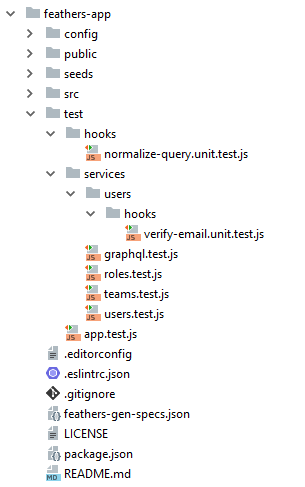 feathers-app
config
public
seeds
src
test
hooks
normalize-query.unit.test.js
services
users
hooks
verify-email.unit.test.js
graphql.test.js
roles.test.js
teams.test.js
users.test.js
app.test.js
.editorconfig
.eslintrc.json
.gitignore
feathers-gen-specs.json
LICENSE
package.json
README.md